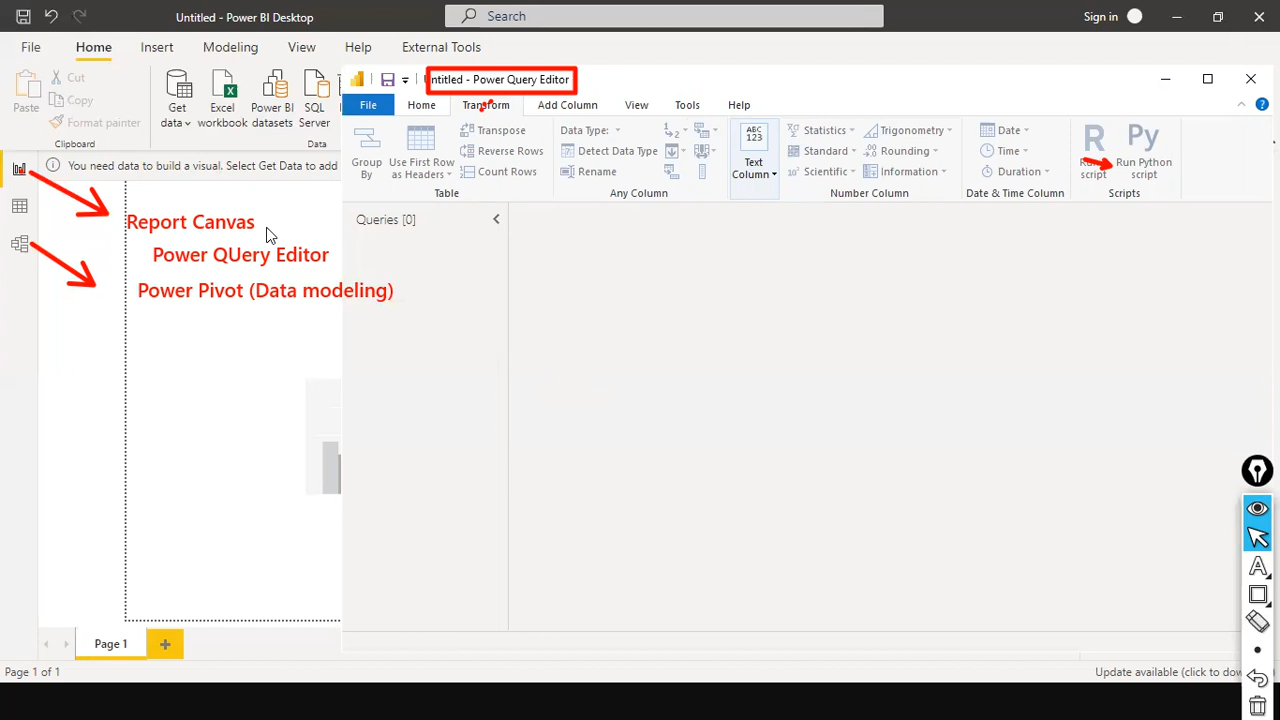 Untitled - Power BI Desktop
Search
Sign in
File Home Insert Modeling View Help External Tools
Paste
Cut
Copy
Format painter
Clipboard
Get data
Excel workbook
Power BI datasets
SQL Server
Data
You need data to build a visual. Select Get Data to add
Report Canvas
Power QUery Editor
Power Pivot (Data modeling)
Untitled - Power Query Editor
File Home Transform Add Column View Tools Help
Group By
Use First Row as Headers
Transpose
Reverse Rows
Count Rows
Table
Data Type:
Detect Data Type
Rename
Any Column
ABC
123
Text Column
Statistics
Standard
Scientific
Trigonometry
Rounding
Information
Number Column
Date
Time
Duration
Date & Time Column
R
Run R script
Py
Run Python script
Scripts
Queries [0]
Page 1
Page 1 of 1
Update available (click to dow